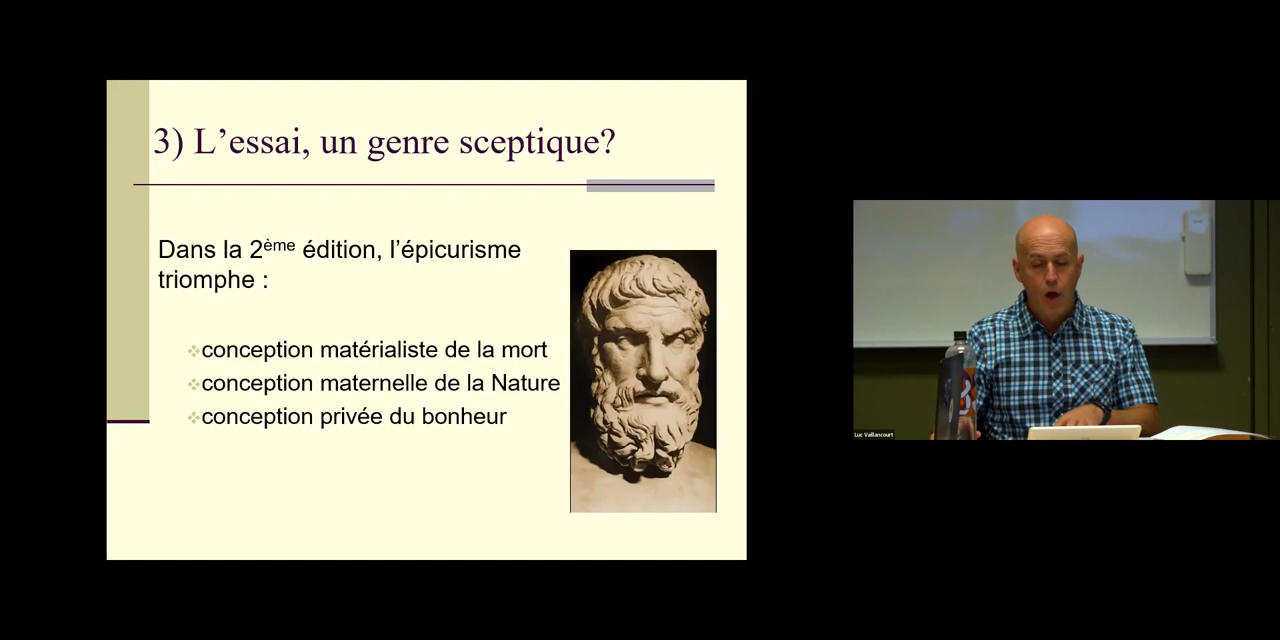 3) L’essai, un genre sceptique?
Dans la 2ème édition, l’épicurisme
triomphe :
conception matérialiste de la mort
conception maternelle de la Nature
conception privée du bonheur
Luc Vaillancourt